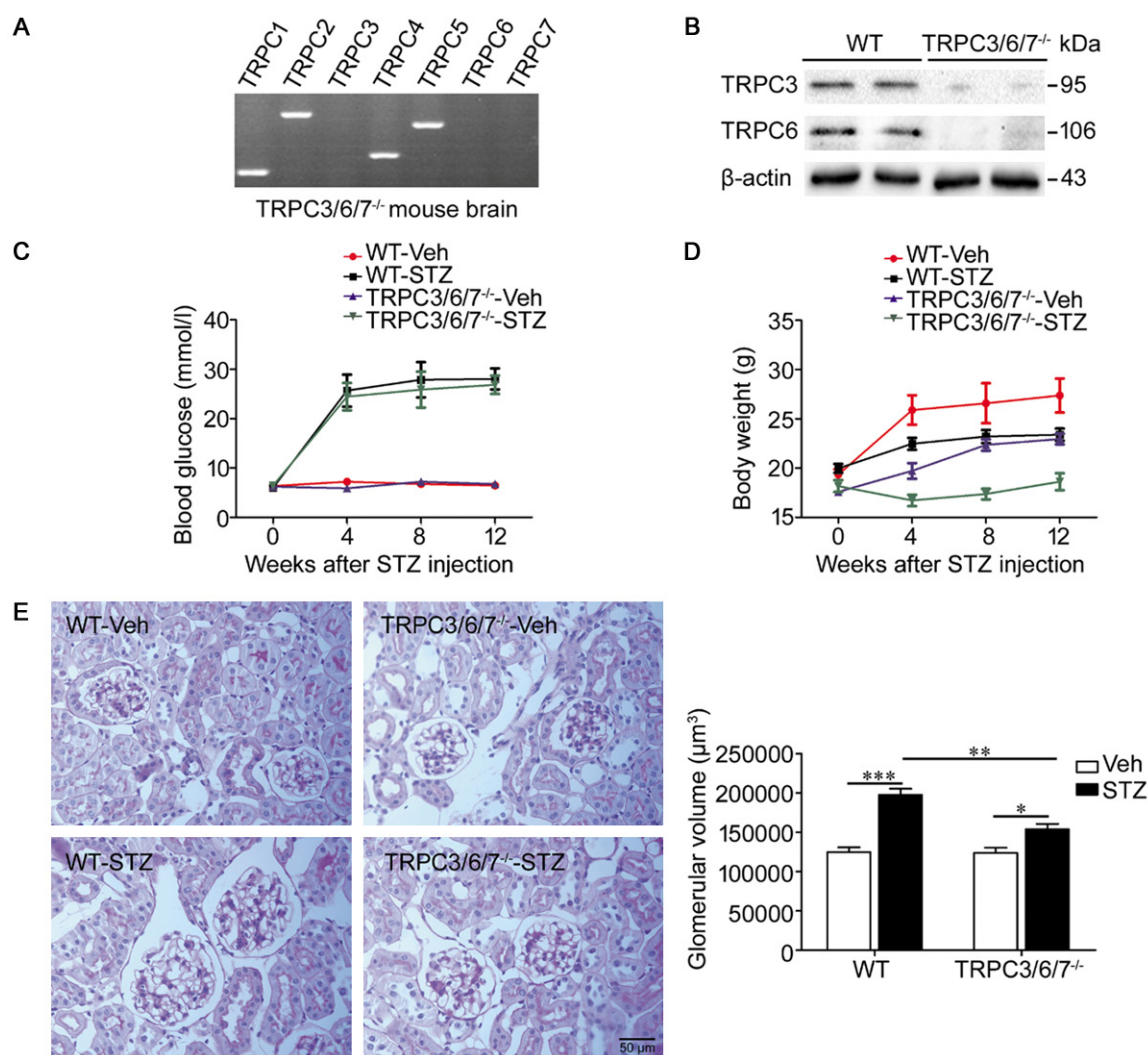 A
TRPC1
TRPC2
TRPC3
TRPC4
TRPC5
TRPC6
TRPC7
TRPC3/6/7-/- mouse brain
B
WT TRPC3/6/7-/- kDa
TRPC3 -95
TRPC6 -106
β-actin -43
C
WT-Veh
WT-STZ
TRPC3/6/7-/--Veh
TRPC3/6/7-/--STZ
Blood glucose (mmol/l)
40
30
20
10
0
0 4 8 12
Weeks after STZ injection
D
WT-Veh
WT-STZ
TRPC3/6/7-/--Veh
TRPC3/6/7-/--STZ
Body weight (g)
35
30
25
20
15
0 4 8 12
Weeks after STZ injection
E
WT-Veh
TRPC3/6/7-/--Veh
WT-STZ
TRPC3/6/7-/--STZ
50 µm
Glomerular volume (µm³)
250000
200000
150000
100000
50000
0
***
**
*
Veh
STZ
WT TRPC3/6/7-/-